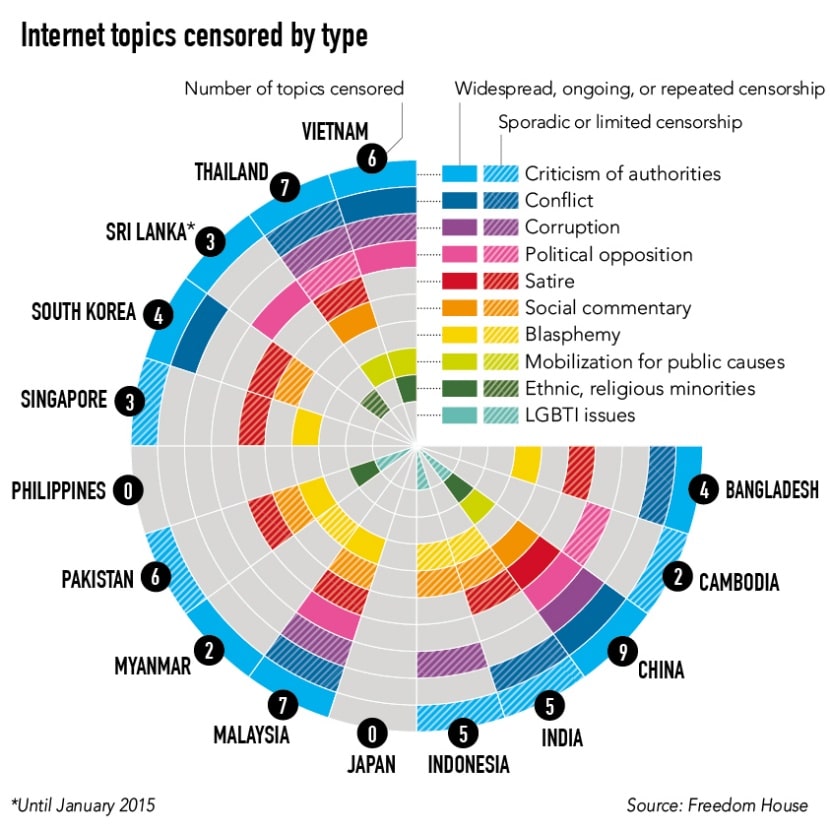 Internet topics censored by type
Number of topics censored
Widespread, ongoing, or repeated censorship
Sporadic or limited censorship
Criticism of authorities
Conflict
Corruption
Political opposition
Satire
Social commentary
Blasphemy
Mobilization for public causes
Ethnic, religious minorities
LGBTI issues
VIETNAM
6
THAILAND
7
SRI LANKA*
3
SOUTH KOREA
4
SINGAPORE
3
PHILIPPINES
0
PAKISTAN
6
MYANMAR
2
MALAYSIA
7
JAPAN
0
INDONESIA
5
INDIA
5
CHINA
9
CAMBODIA
2
BANGLADESH
4
*Until January 2015
Source: Freedom House